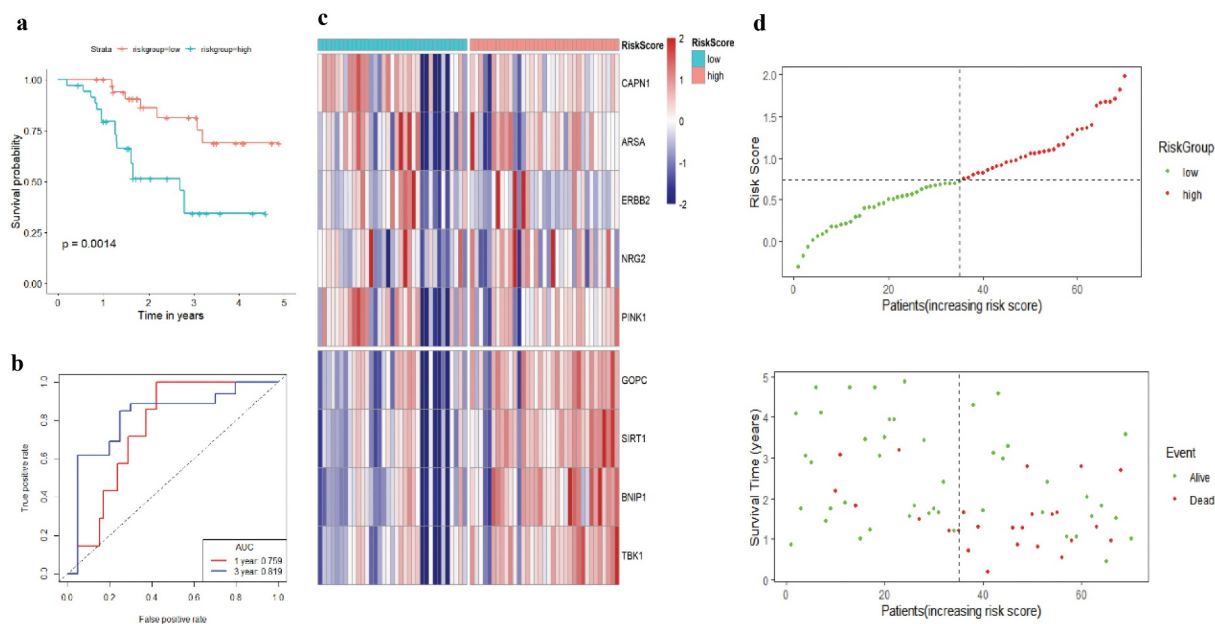 a
Strata riskgroup=low riskgroup=high
1.00
0.75
0.50
0.25
0.00
Survival probability
p = 0.0014
0 1 2 3 4 5
Time in years
b
1.0
0.8
0.6
0.4
0.2
0.0
True positive rate
AUC
1 year: 0.759
3 year: 0.819
0.0 0.2 0.4 0.6 0.8 1.0
False positive rate
c
RiskScore
CAPN1
ARSA
ERBB2
NRG2
PINK1
GOPC
SIRT1
BNIP1
TBK1
2
1
0
-1
-2
RiskScore
low
high
d
2.0
1.5
1.0
0.5
0.0
Risk Score
0 20 40 60
Patients(increasing risk score)
RiskGroup
low
high
5
4
3
2
1
0
Survival Time (years)
0 20 40 60
Patients(increasing risk score)
Event
Alive
Dead